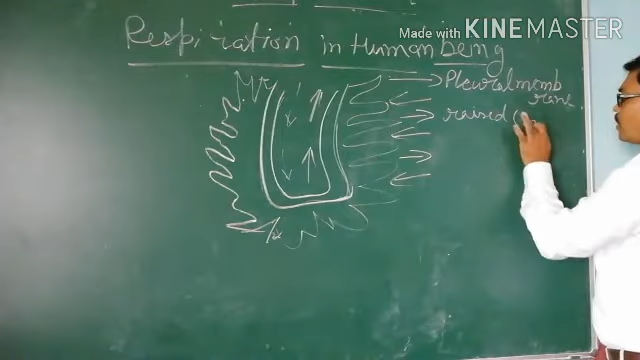 Made with KINEMASTER
Respiration in Human being
Pleural memb
rane
raised